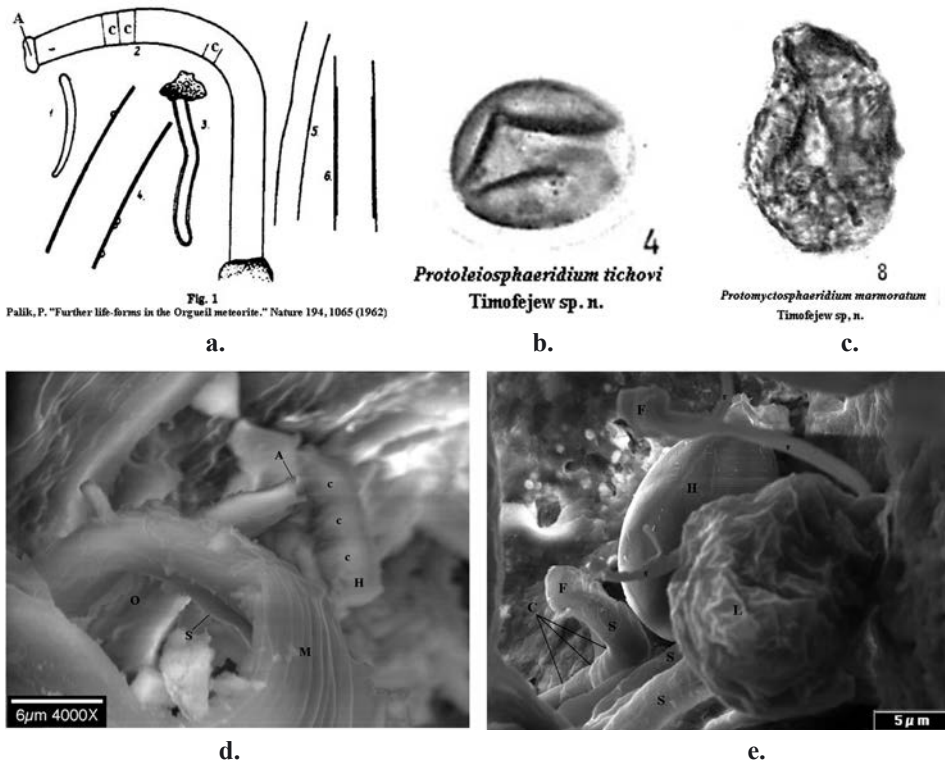 A
C C
2
C
1
3.
4.
5.
6.
Fig. 1
Palik, P. "Further life-forms in the Orgueil meteorite." Nature 194, 1065 (1962)
a.
4
Protoleiosphaeridium tichovi
Timofejew sp. n.
b.
8
Protomyctosphaeridium marmoratum
Timofejew sp, n.
c.
A
c
c
c
H
O
S
M
6µm 4000X
d.
F
H
F
C
S
L
S
S
5 µm
e.